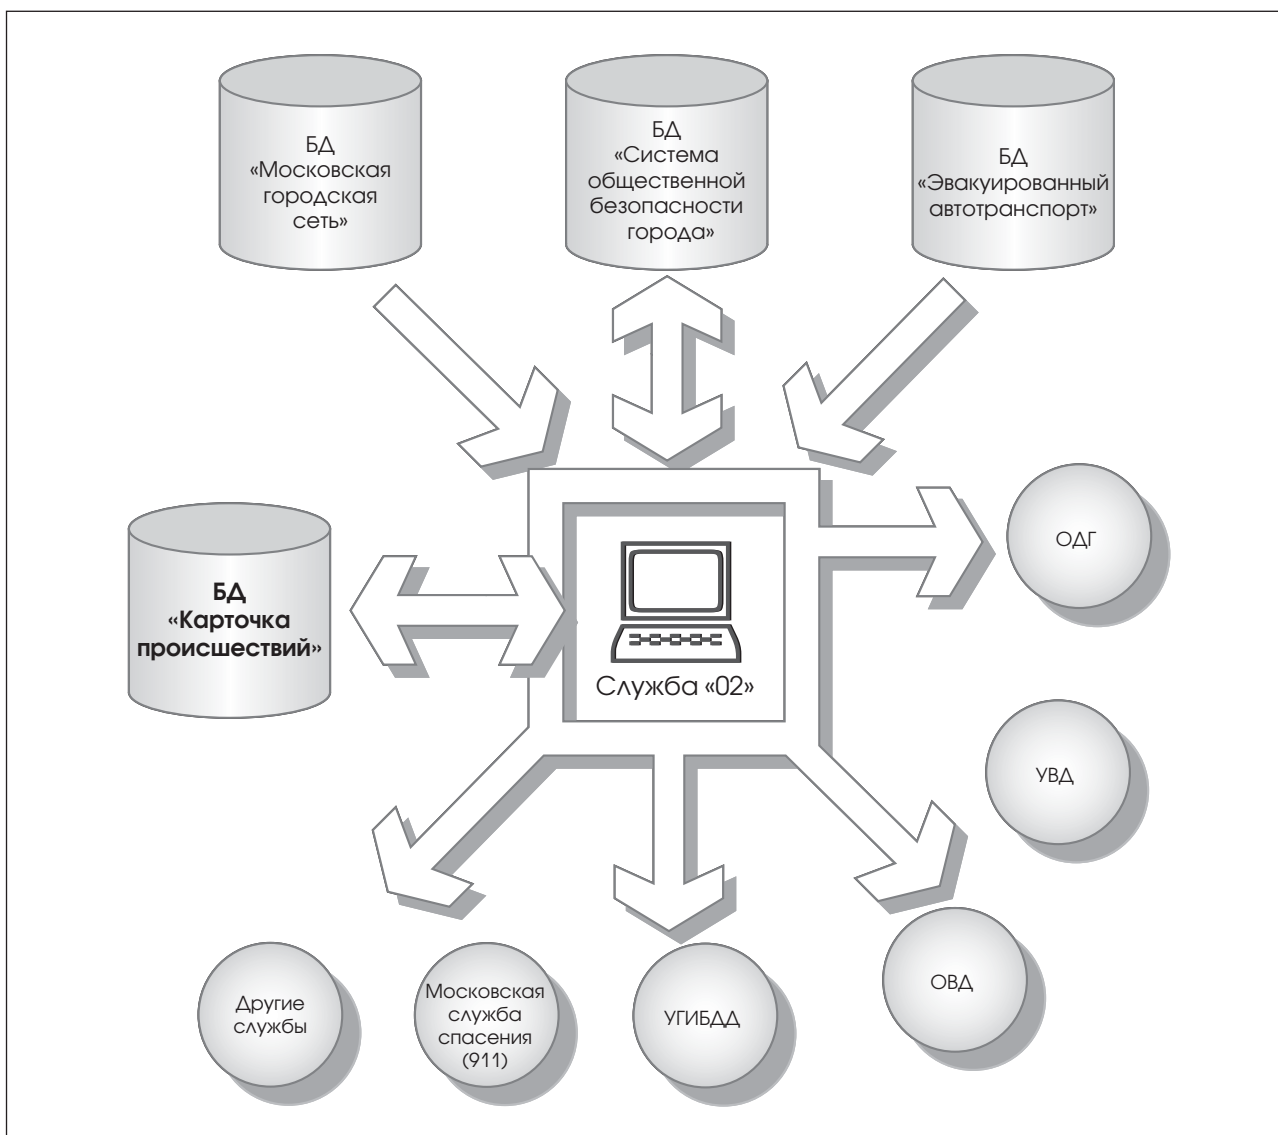 БД
«Московская
городская
сеть»
БД
«Система
общественной
безопасности
города»
БД
«Эвакуированный
автотранспорт»
ОДГ
БД
«Карточка
происшествий»
Служба «02»
УВД
ОВД
Другие
службы
Московская
служба
спасения
(911)
УГИБДД